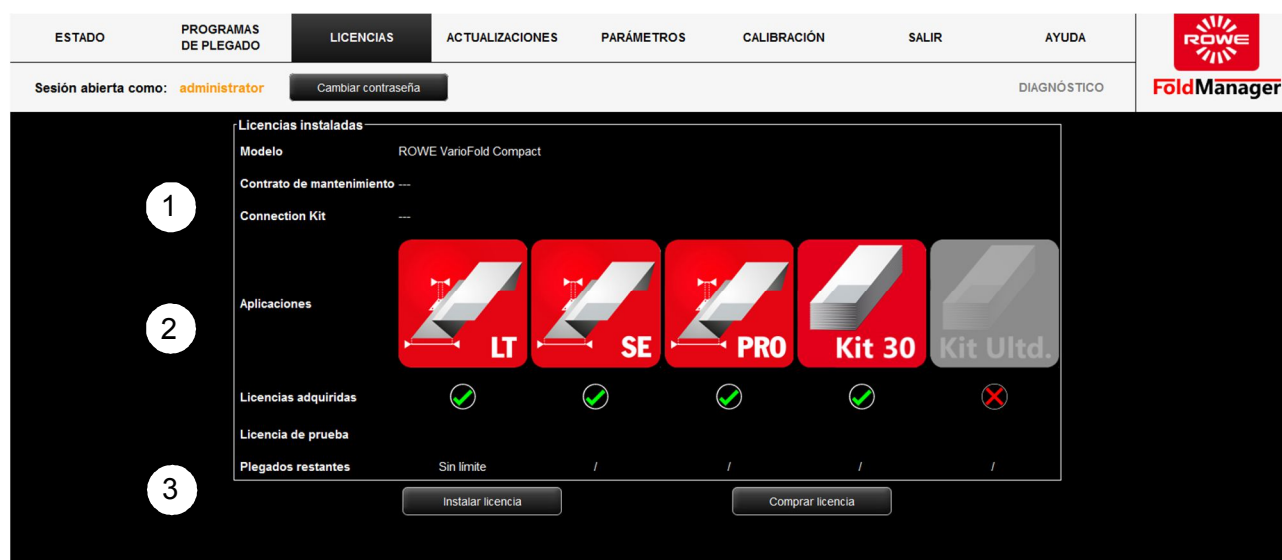 ESTADO
PROGRAMAS
DE PLEGADO
LICENCIAS
ACTUALIZACIONES
PARÁMETROS
CALIBRACIÓN
SALIR
AYUDA
ROWE
Sesión abierta como: administrator
Cambiar contraseña
DIAGNÓSTICO
FoldManager
Licencias instaladas
Modelo ROWE VarioFold Compact
1
Contrato de mantenimiento ---
Connection Kit ---
2
Aplicaciones
LT
SE
PRO
Kit 30
Kit Ultd.
Licencias adquiridas
Licencia de prueba
Plegados restantes Sin límite / / / /
3
Instalar licencia
Comprar licencia